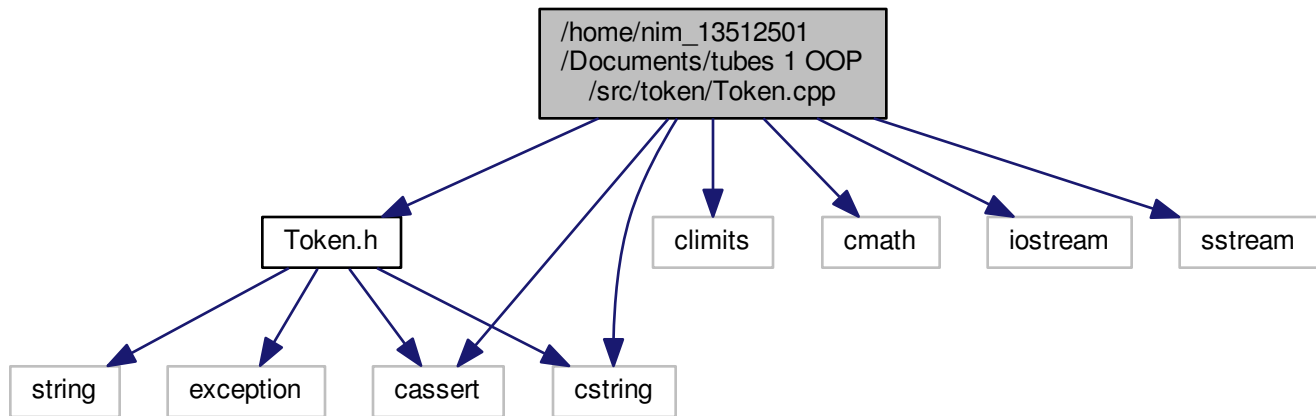 /home/nim_13512501
/Documents/tubes 1 OOP
/src/token/Token.cpp
Token.h
climits
cmath
iostream
sstream
string
exception
cassert
cstring